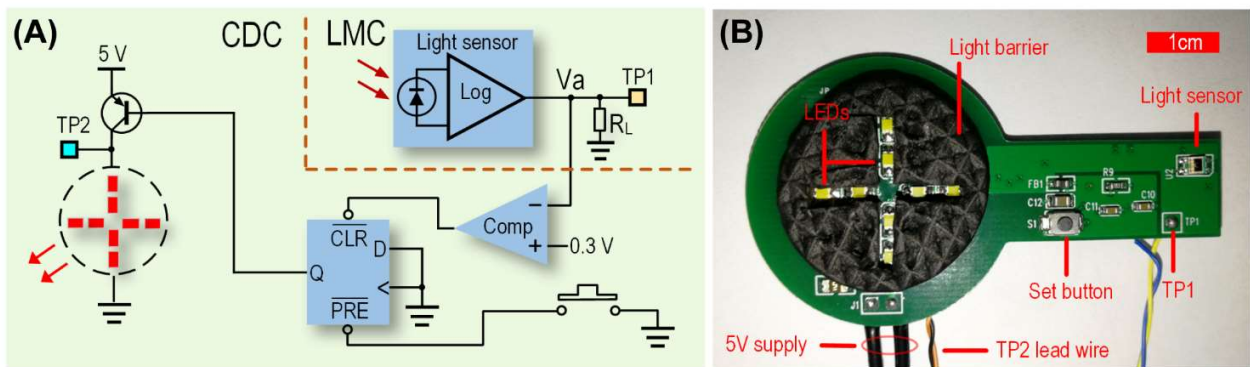 (A)
CDC
LMC
Light sensor
5 V
Log
Va
TP1
TP2
RL
CLR
D
Comp
0.3 V
Q
PRE
(B)
Light barrier
1cm
Light sensor
LEDs
FB1
R9
U2
C12
C11
C10
S1
TP1
J1
Set button
TP1
5V supply
TP2 lead wire